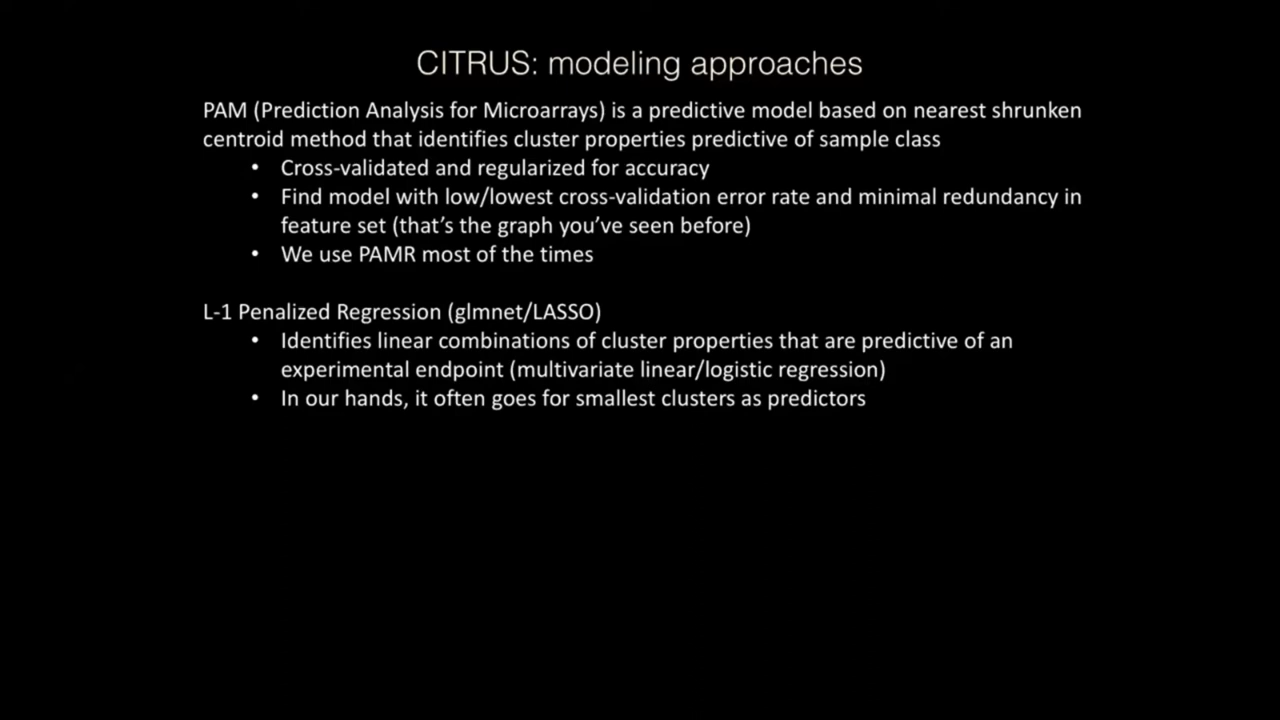 CITRUS: modeling approaches
PAM (Prediction Analysis for Microarrays) is a predictive model based on nearest shrunken
centroid method that identifies cluster properties predictive of sample class
• Cross-validated and regularized for accuracy
• Find model with low/lowest cross-validation error rate and minimal redundancy in
feature set (that’s the graph you’ve seen before)
• We use PAMR most of the times
L-1 Penalized Regression (glmnet/LASSO)
• Identifies linear combinations of cluster properties that are predictive of an
experimental endpoint (multivariate linear/logistic regression)
• In our hands, it often goes for smallest clusters as predictors